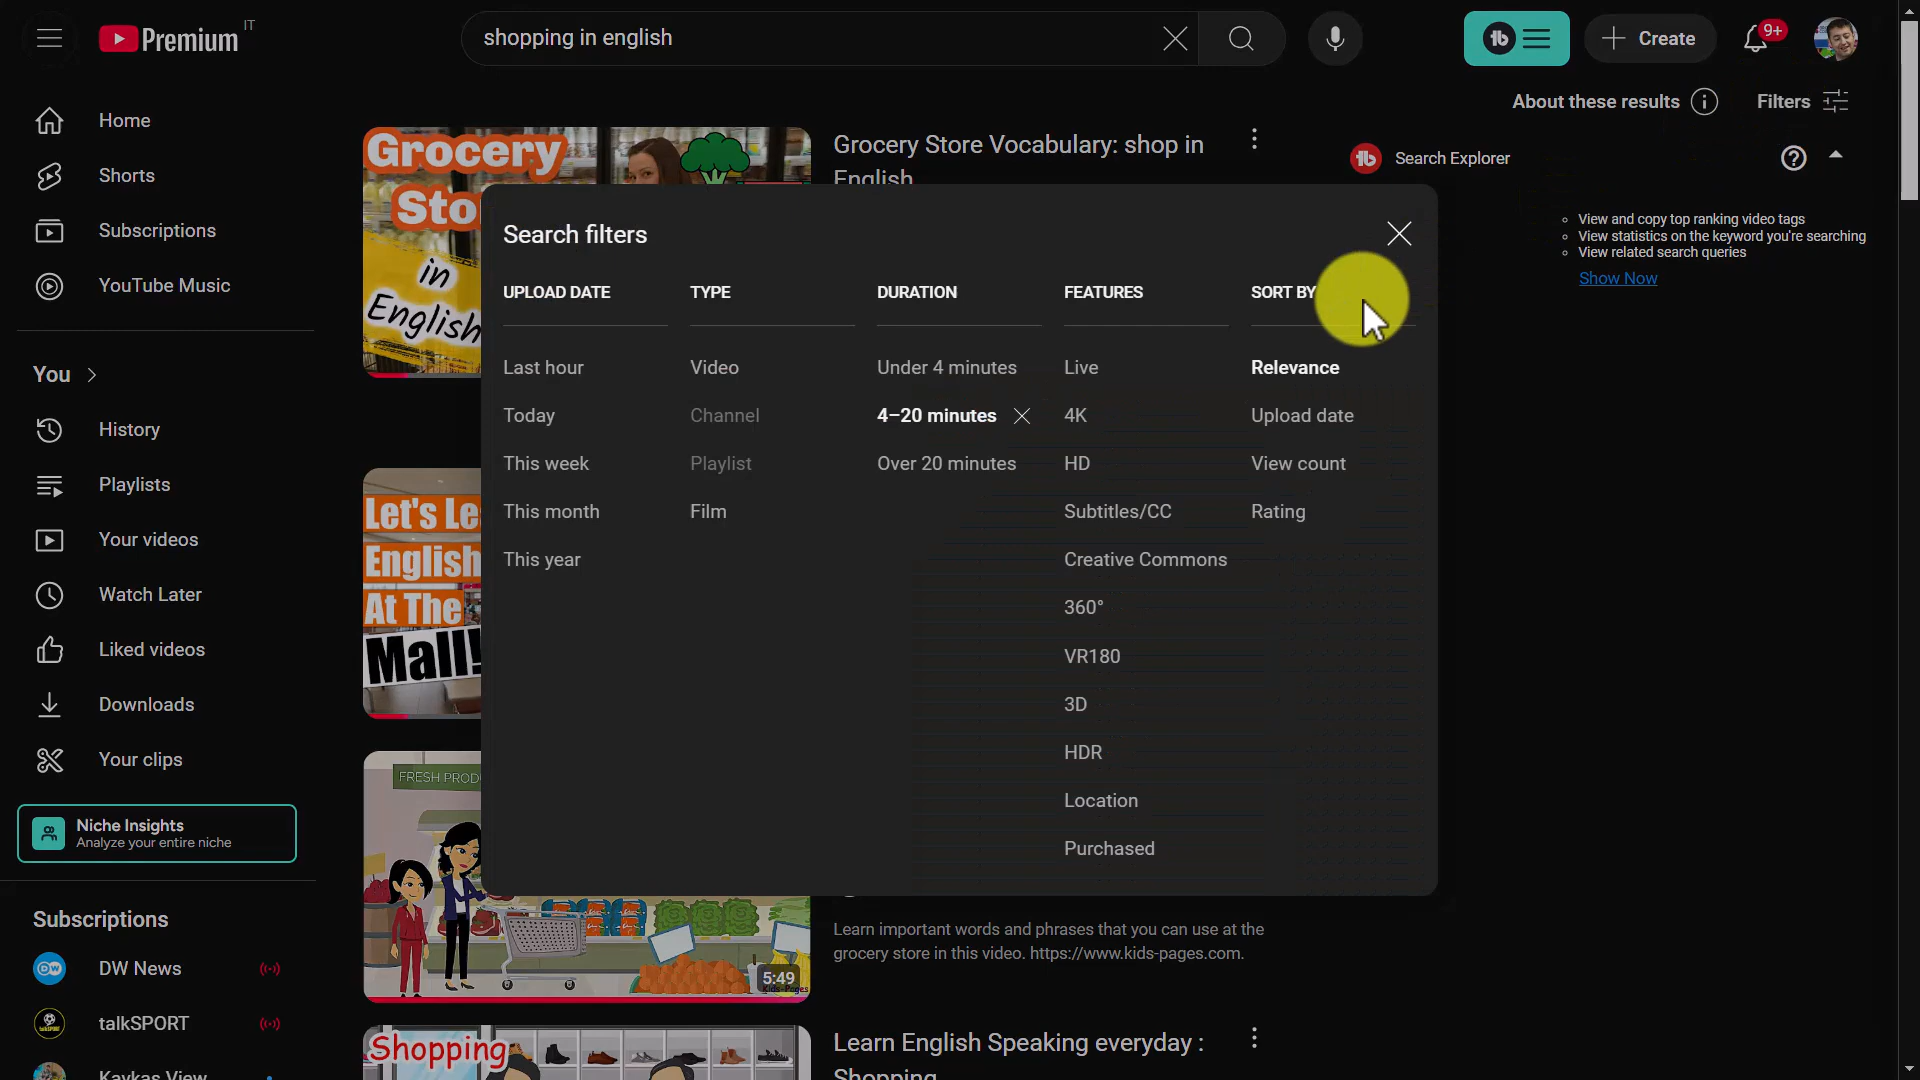 Premium IT
shopping in english
Create
9+
Home
Shorts
Subscriptions
YouTube Music
You
History
Playlists
Your videos
Watch Later
Liked videos
Downloads
Your clips
Niche Insights
Analyze your entire niche
Subscriptions
DW News
talkSPORT
Kaykas View
About these results
Filters
Search Explorer
View and copy top ranking video tags
View statistics on the keyword you're searching
View related search queries
Show Now
Grocery
Sto
in
English
Grocery Store Vocabulary: shop in
English
Search filters
UPLOAD DATE
Last hour
Today
This week
This month
This year
TYPE
Video
Channel
Playlist
Film
DURATION
Under 4 minutes
4–20 minutes
Over 20 minutes
FEATURES
Live
4K
HD
Subtitles/CC
Creative Commons
360°
VR180
3D
HDR
Location
Purchased
SORT BY
Relevance
Upload date
View count
Rating
Let's Le
English
At The
Mall!
FRESH PROD
5:49
Kids-Pages
Learn important words and phrases that you can use at the
grocery store in this video. https://www.kids-pages.com.
Shopping
Learn English Speaking everyday :
Shopping